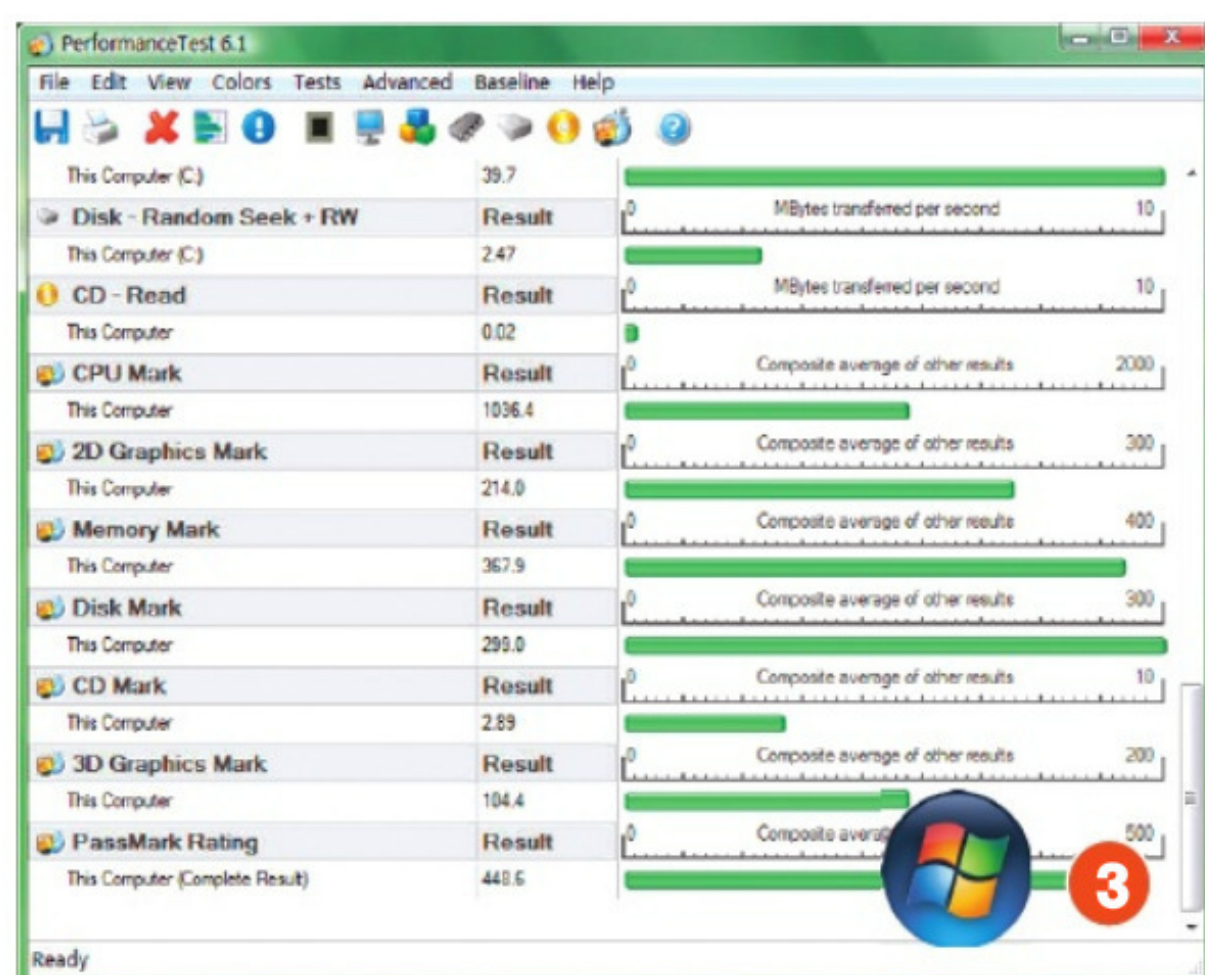 PerformanceTest 6.1
File Edit View Colors Tests Advanced Baseline Help
This Computer (C:) 39.7
Disk - Random Seek + RW Result 0 MBytes transferred per second 10
This Computer (C:) 2.47
CD - Read Result 0 MBytes transferred per second 10
This Computer 0.02
CPU Mark Result 0 Composite average of other results 2000
This Computer 1036.4
2D Graphics Mark Result 0 Composite average of other results 300
This Computer 214.0
Memory Mark Result 0 Composite average of other results 400
This Computer 367.9
Disk Mark Result 0 Composite average of other results 300
This Computer
CD Mark Result 0 Composite average of other results 10
This Computer 2.89
3D Graphics Mark Result 0 Composite average of other results 200
This Computer 104.4
PassMark Rating Result 0 Composite 500
This Computer (Complete Result) 448.6
3
Ready